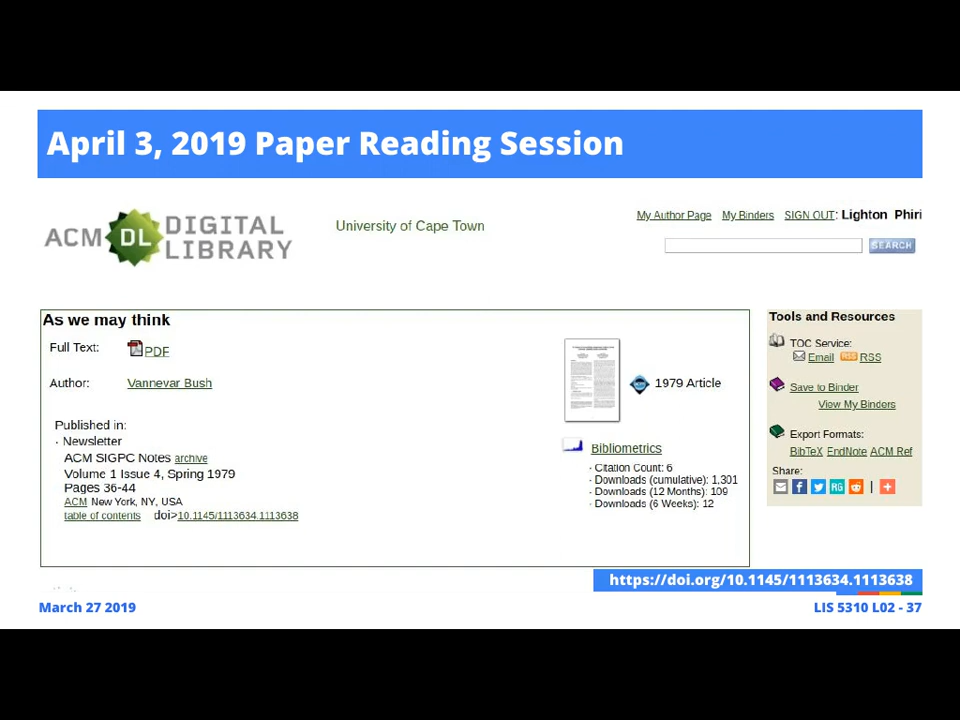 April 3, 2019 Paper Reading Session
ACM DL DIGITAL LIBRARY
University of Cape Town
My Author Page My Binders SIGN OUT: Lighton Phiri
SEARCH
As we may think
Full Text: PDF
Author: Vannevar Bush
Published in:
· Newsletter
ACM SIGPC Notes archive
Volume 1 Issue 4, Spring 1979
Pages 36-44
ACM New York, NY, USA
table of contents doi>10.1145/1113634.1113638
1979 Article
Bibliometrics
· Citation Count: 6
· Downloads (cumulative): 1,301
· Downloads (12 Months): 109
· Downloads (6 Weeks): 12
Tools and Resources
TOC Service:
Email RSS RSS
Save to Binder
View My Binders
Export Formats:
BibTeX EndNote ACM Ref
Share:
RG | +
https://doi.org/10.1145/1113634.1113638
March 27 2019
LIS 5310 L02 - 37